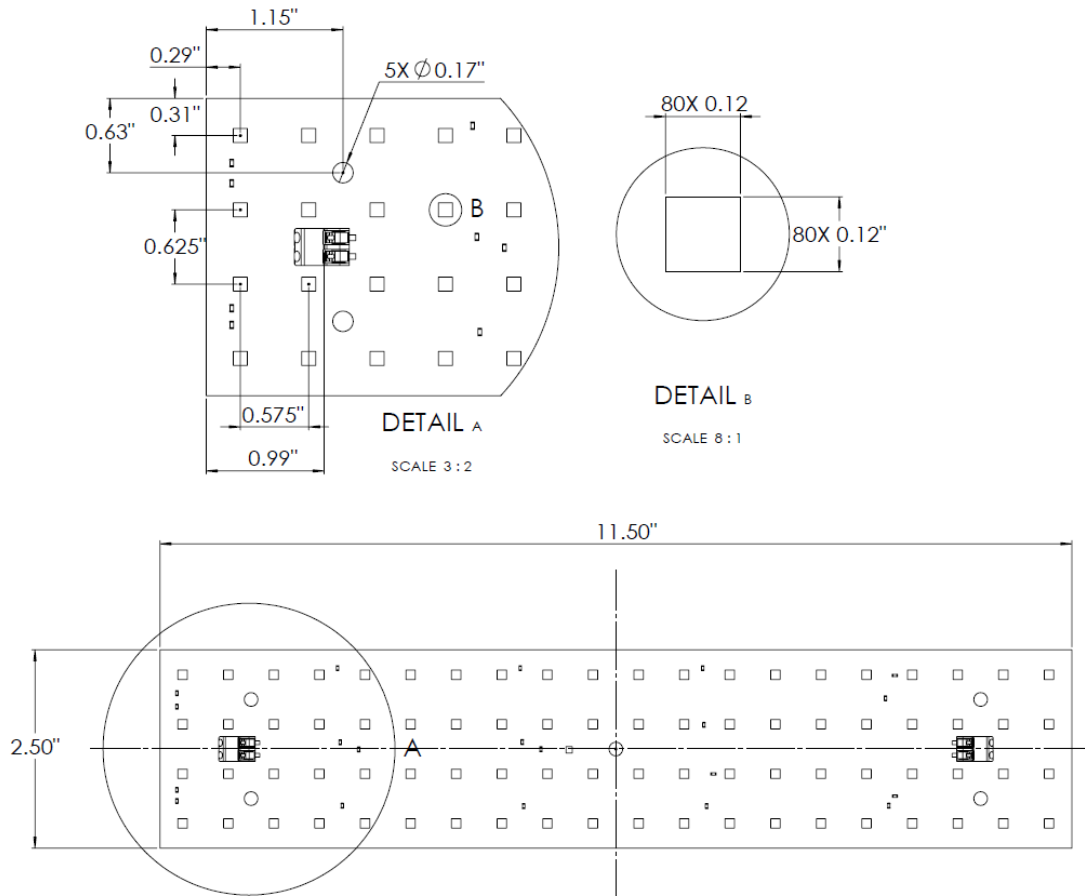 1.15"
0.29"
5X Ø 0.17"
0.31"
0.63"
80X 0.12
B
0.625"
80X 0.12"
0.575"
0.99"
DETAIL A
SCALE 3 : 2
DETAIL B
SCALE 8 : 1
11.50"
2.50"
A